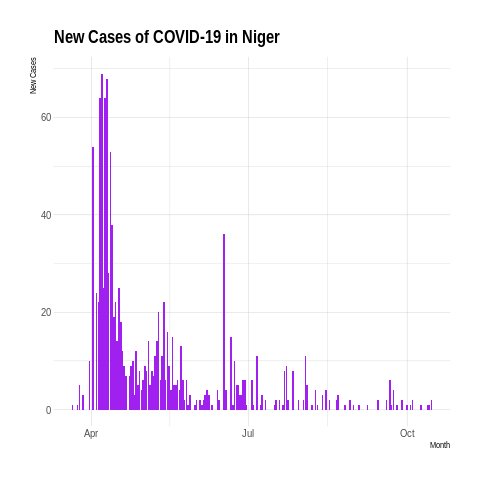 New Cases of COVID-19 in Niger
New Cases
60
40
20
0
Apr
Jul
Oct
Month